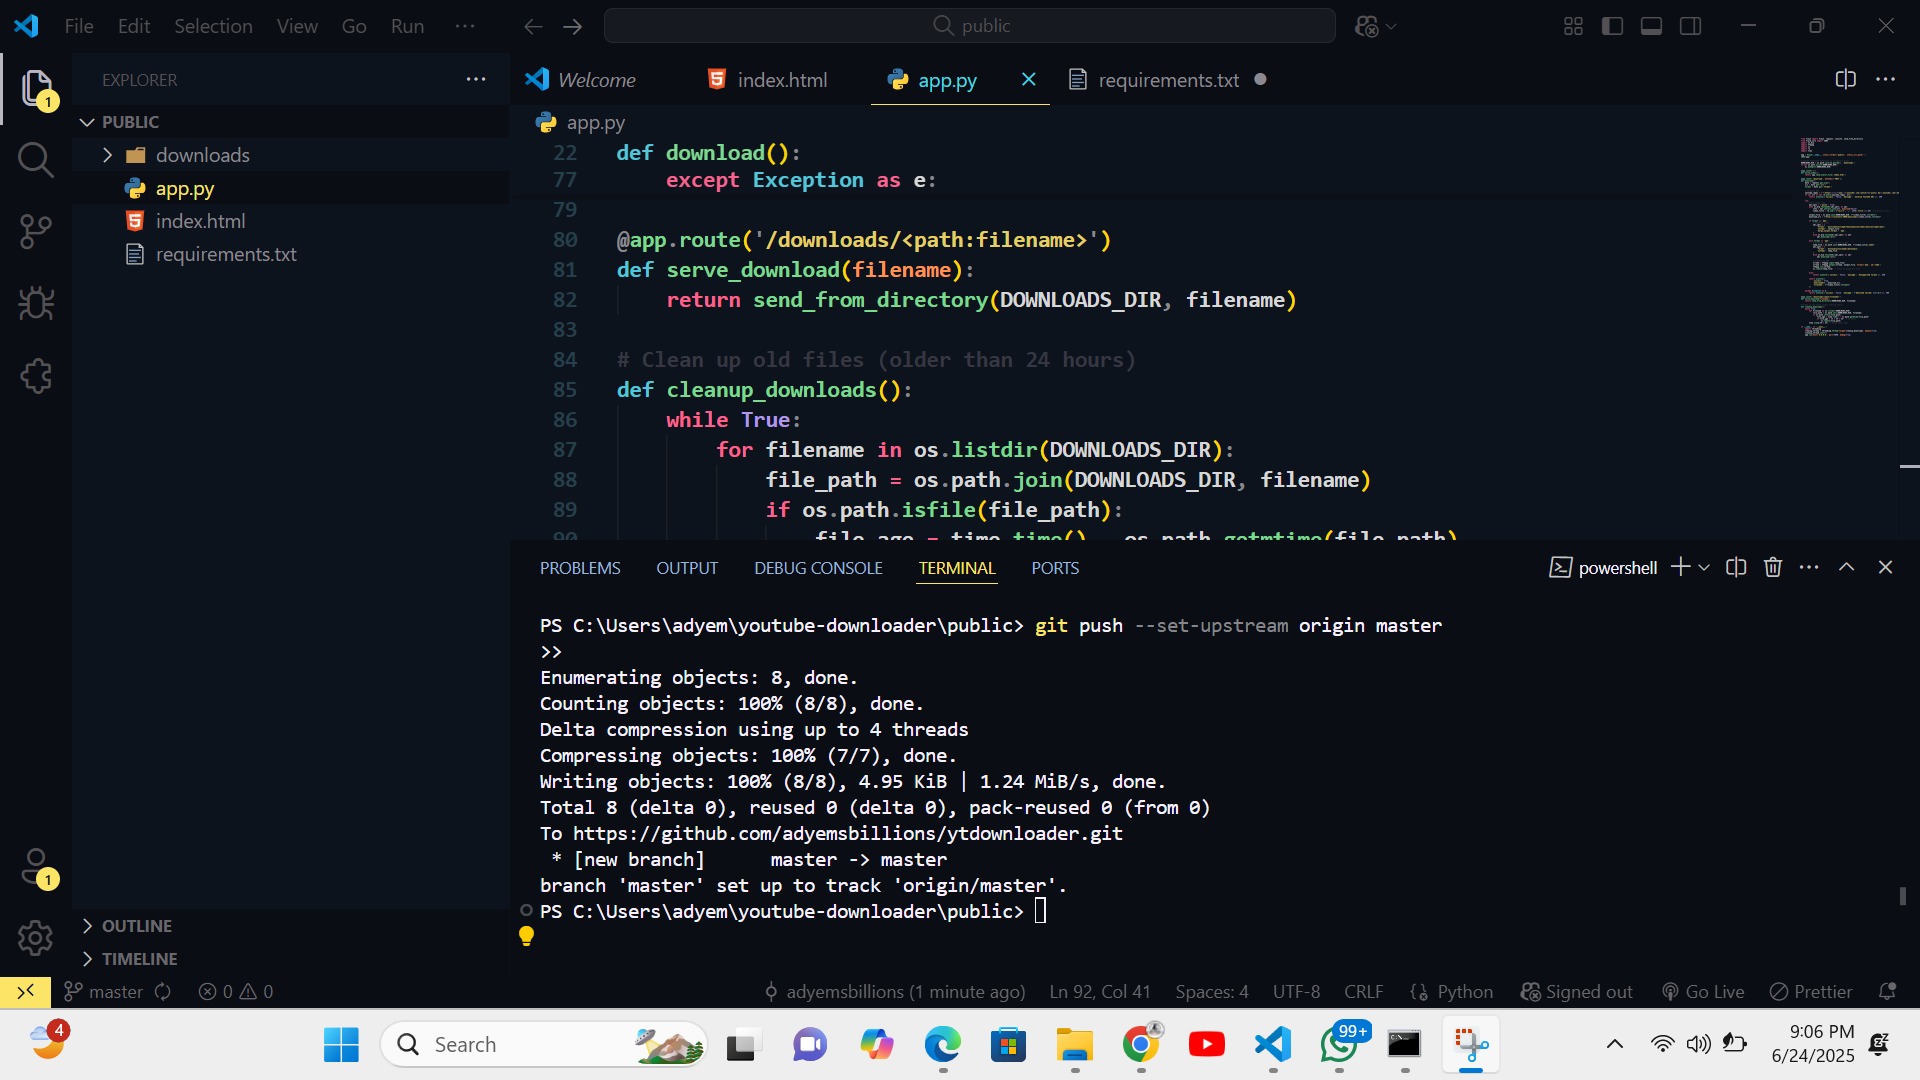 File Edit Selection View Go Run ···
public
EXPLORER ···
Welcome index.html app.py requirements.txt
1
PUBLIC
downloads
app.py
index.html
requirements.txt
app.py
22 def download():
77 except Exception as e:
79
80 @app.route('/downloads/<path:filename>')
81 def serve_download(filename):
82 return send_from_directory(DOWNLOADS_DIR, filename)
83
84 # Clean up old files (older than 24 hours)
85 def cleanup_downloads():
86 while True:
87 for filename in os.listdir(DOWNLOADS_DIR):
88 file_path = os.path.join(DOWNLOADS_DIR, filename)
89 if os.path.isfile(file_path):
90 file_age = time.time() - os.path.getmtime(file_path)
PROBLEMS OUTPUT DEBUG CONSOLE TERMINAL PORTS powershell
PS C:\Users\adyem\youtube-downloader\public> git push --set-upstream origin master
>>
Enumerating objects: 8, done.
Counting objects: 100% (8/8), done.
Delta compression using up to 4 threads
Compressing objects: 100% (7/7), done.
Writing objects: 100% (8/8), 4.95 KiB | 1.24 MiB/s, done.
Total 8 (delta 0), reused 0 (delta 0), pack-reused 0 (from 0)
To https://github.com/adyemsbillions/ytdownloader.git
* [new branch] master -> master
branch 'master' set up to track 'origin/master'.
PS C:\Users\adyem\youtube-downloader\public>
1
OUTLINE
TIMELINE
master 0 0 adyemsbillions (1 minute ago) Ln 92, Col 41 Spaces: 4 UTF-8 CRLF Python Signed out Go Live Prettier
4 Search 99+ 9:06 PM
6/24/2025